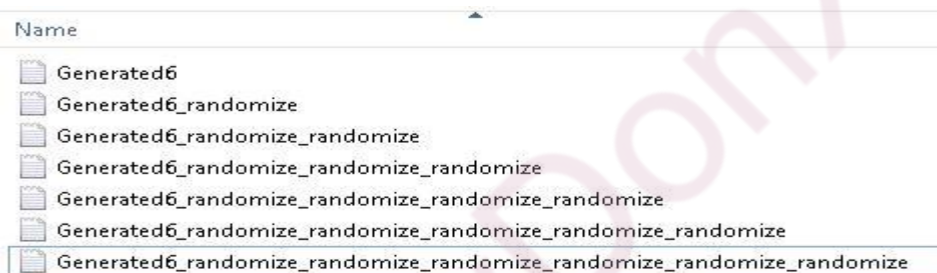 Name
Generated6
Generated6_randomize
Generated6_randomize_randomize
Generated6_randomize_randomize_randomize
Generated6_randomize_randomize_randomize_randomize
Generated6_randomize_randomize_randomize_randomize_randomize
Generated6_randomize_randomize_randomize_randomize_randomize_randomize